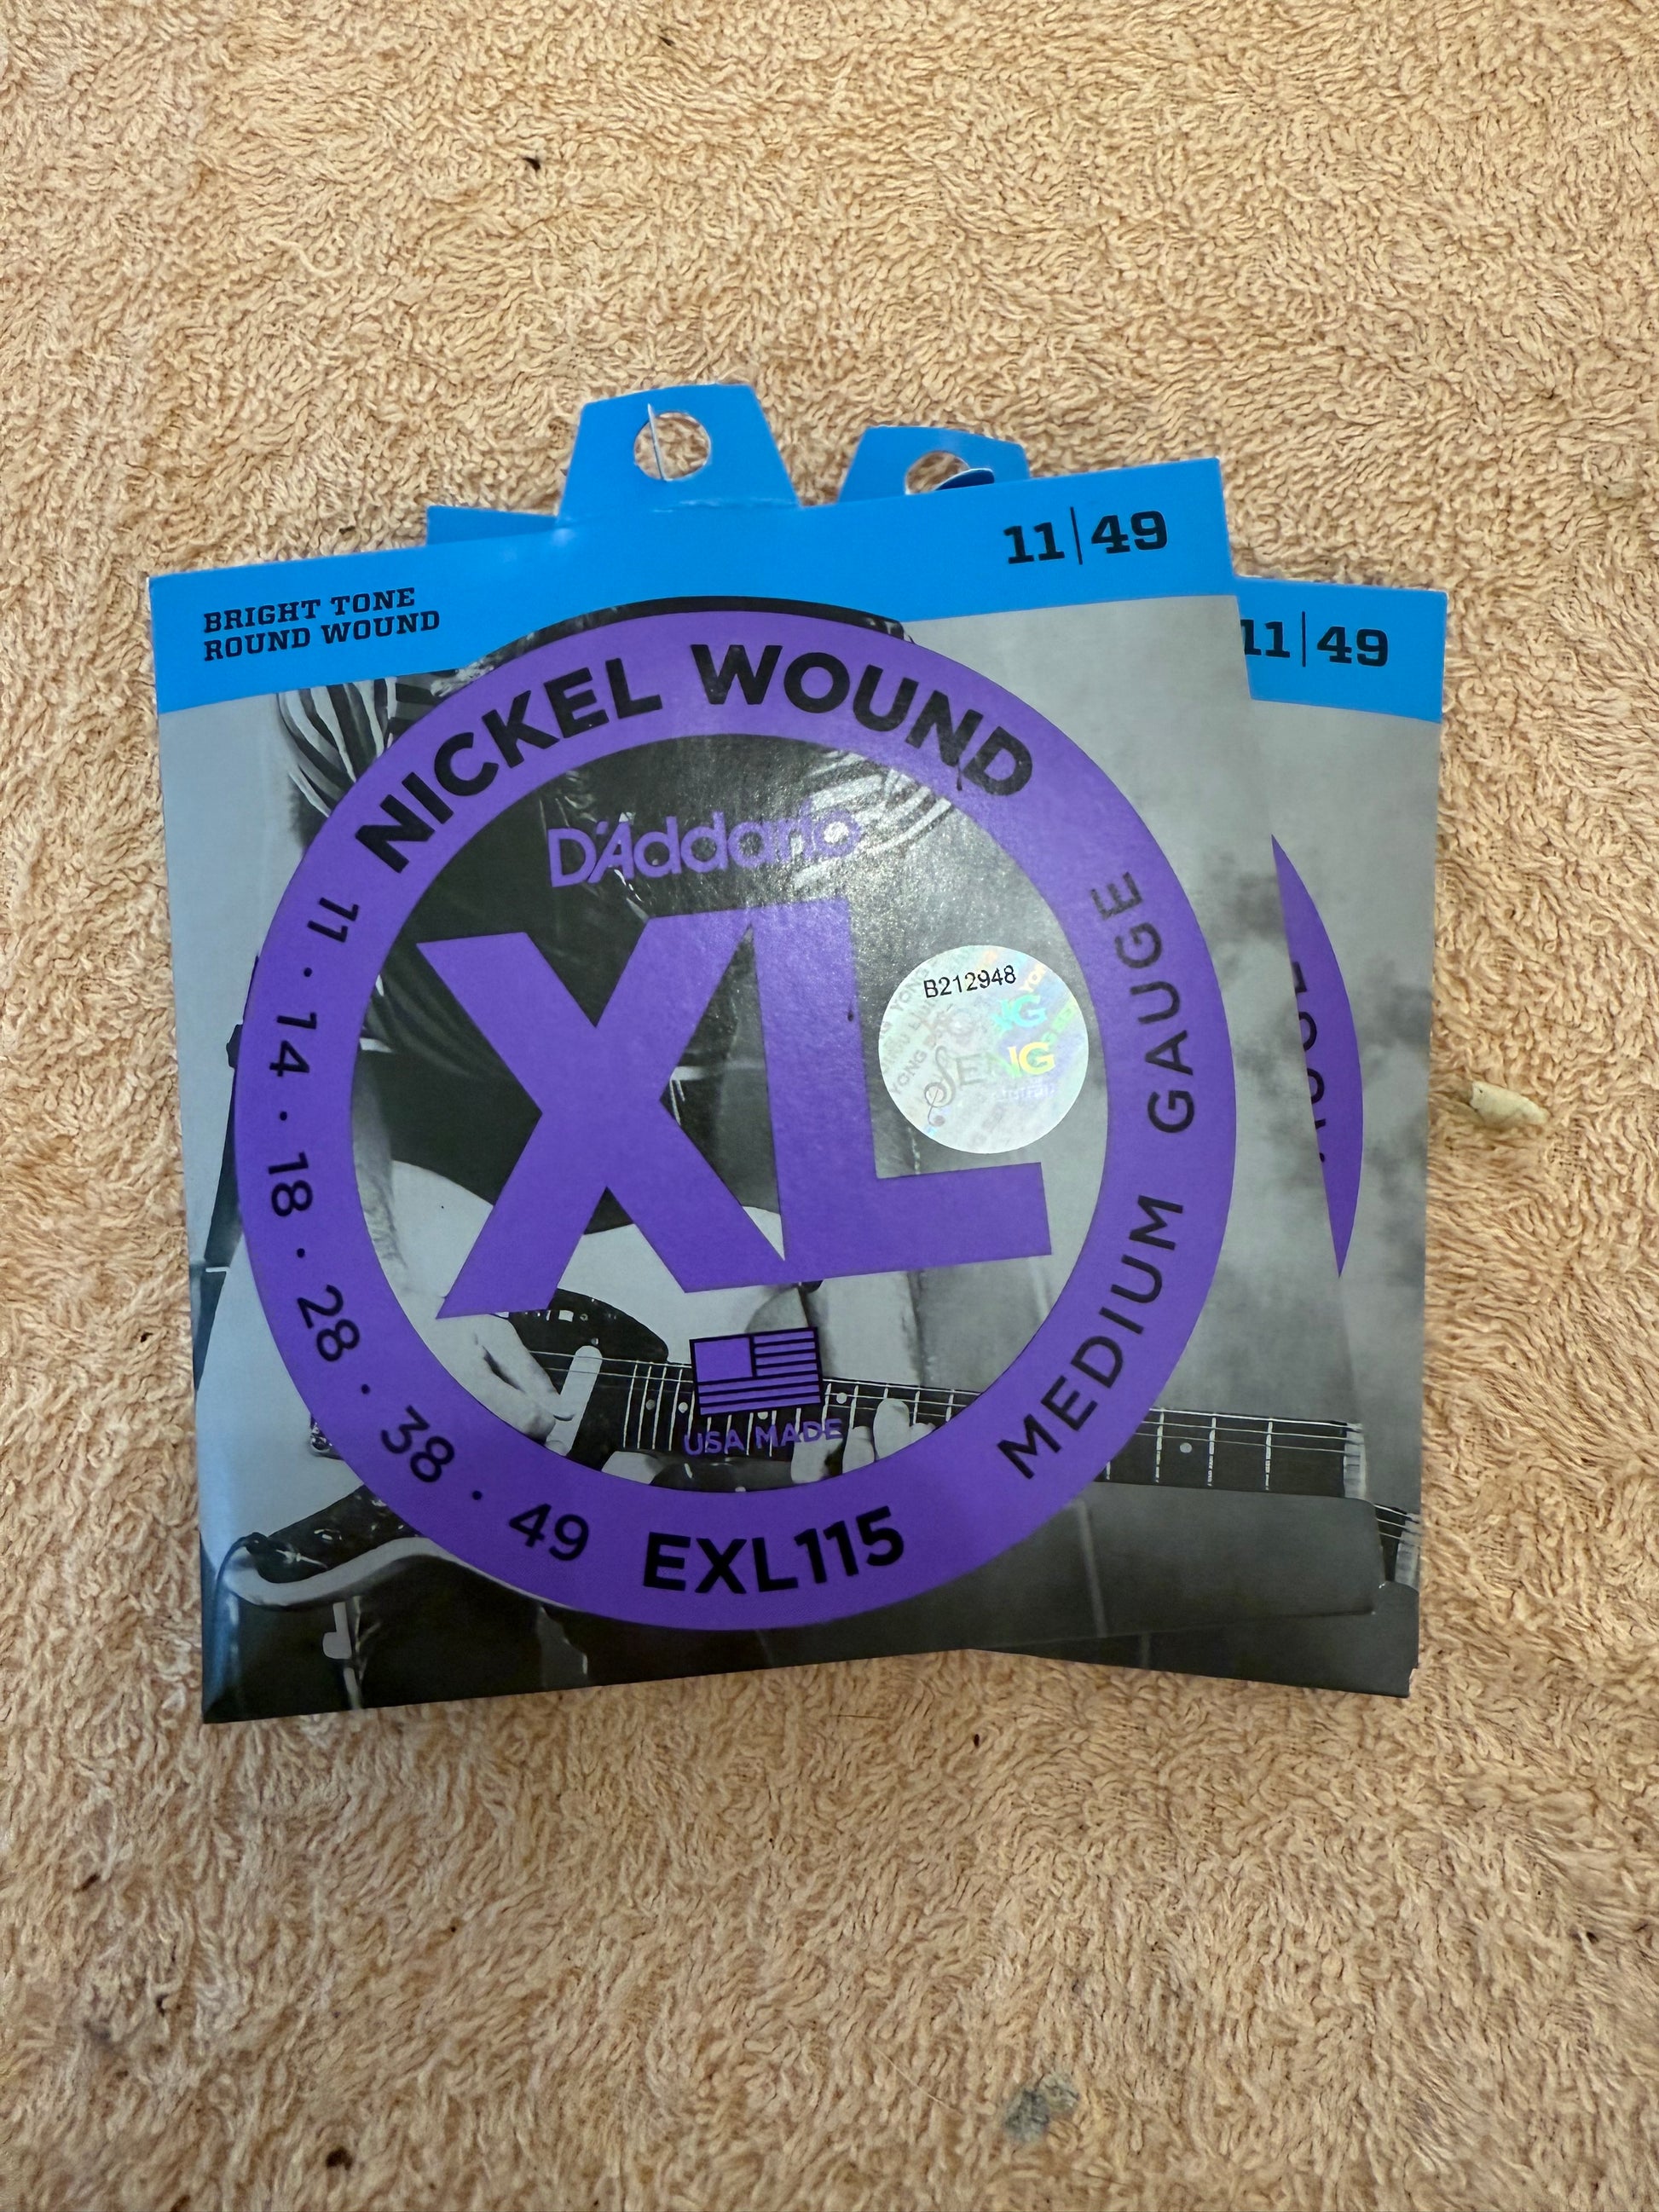 11|49
BRIGHT TONE
ROUND WOUND
11|49
NICKEL WOUND
D'Addario
XL
B212948
USA MADE
11 · 14 · 18 · 28 · 38 · 49
EXL115
MEDIUM GAUGE